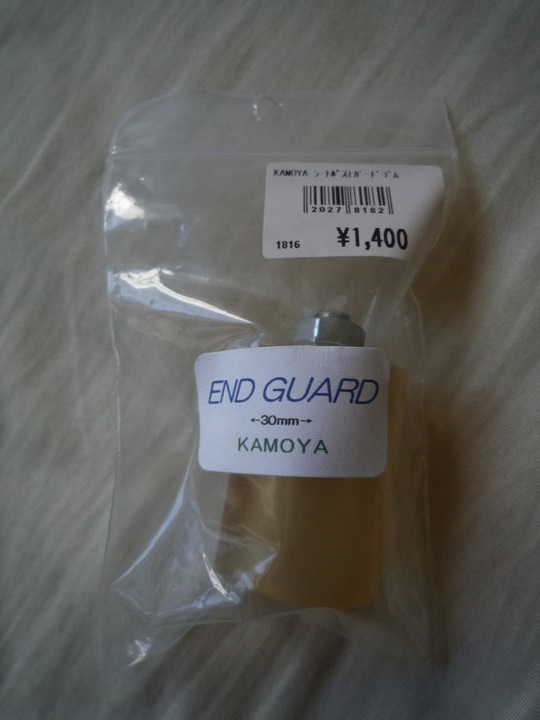 KAMOYA シートポストガードゴム
2027 8182
1816 ¥1,400
END GUARD
←30mm→
KAMOYA